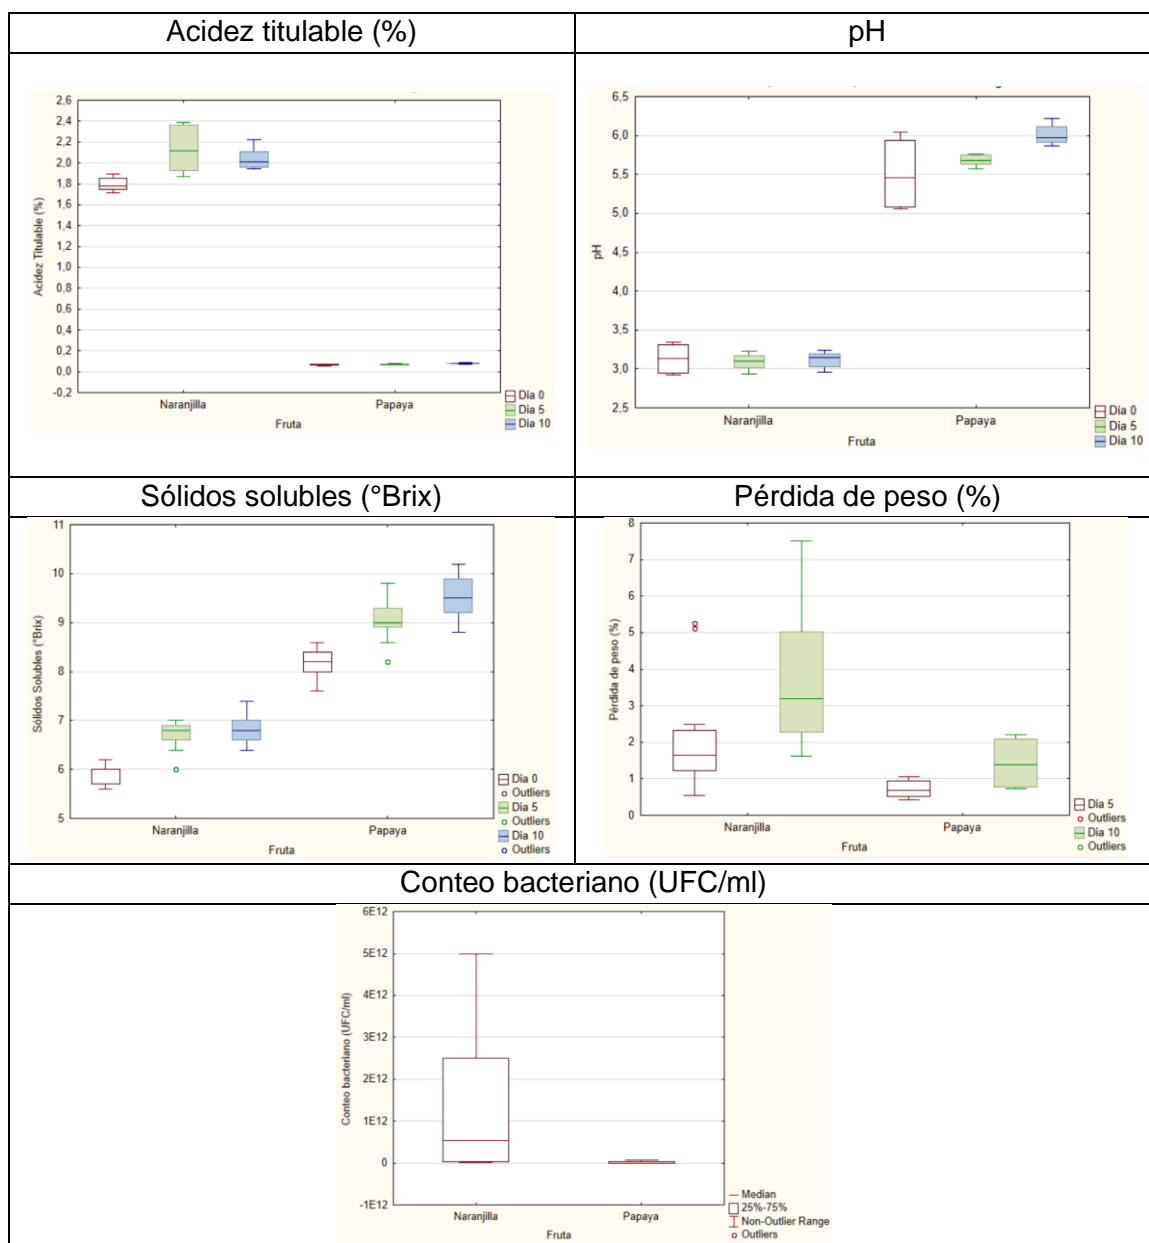 Acidez titulable (%)
pH
2,6
2,4
2,2
2,0
1,8
1,6
1,4
1,2
1,0
0,8
0,6
0,4
0,2
0,0
-0,2
Acidez Titulable (%)
Naranjilla
Papaya
Fruta
Dia 0
Dia 5
Dia 10
6,5
6,0
5,5
5,0
4,5
4,0
3,5
3,0
2,5
pH
Naranjilla
Papaya
Fruta
Dia 0
Dia 5
Dia 10
Sólidos solubles (°Brix)
Pérdida de peso (%)
11
10
9
8
7
6
5
Sólidos Solubles (°Brix)
Naranjilla
Papaya
Fruta
Dia 0
Outliers
Dia 5
Outliers
Dia 10
Outliers
8
7
6
5
4
3
2
1
0
Pérdida de peso (%)
Naranjilla
Papaya
Fruta
Dia 5
Outliers
Dia 10
Outliers
Conteo bacteriano (UFC/ml)
6E12
5E12
4E12
3E12
2E12
1E12
0
-1E12
Conteo bacteriano (UFC/ml)
Naranjilla
Papaya
Fruta
Median
25%-75%
Non-Outlier Range
Outliers